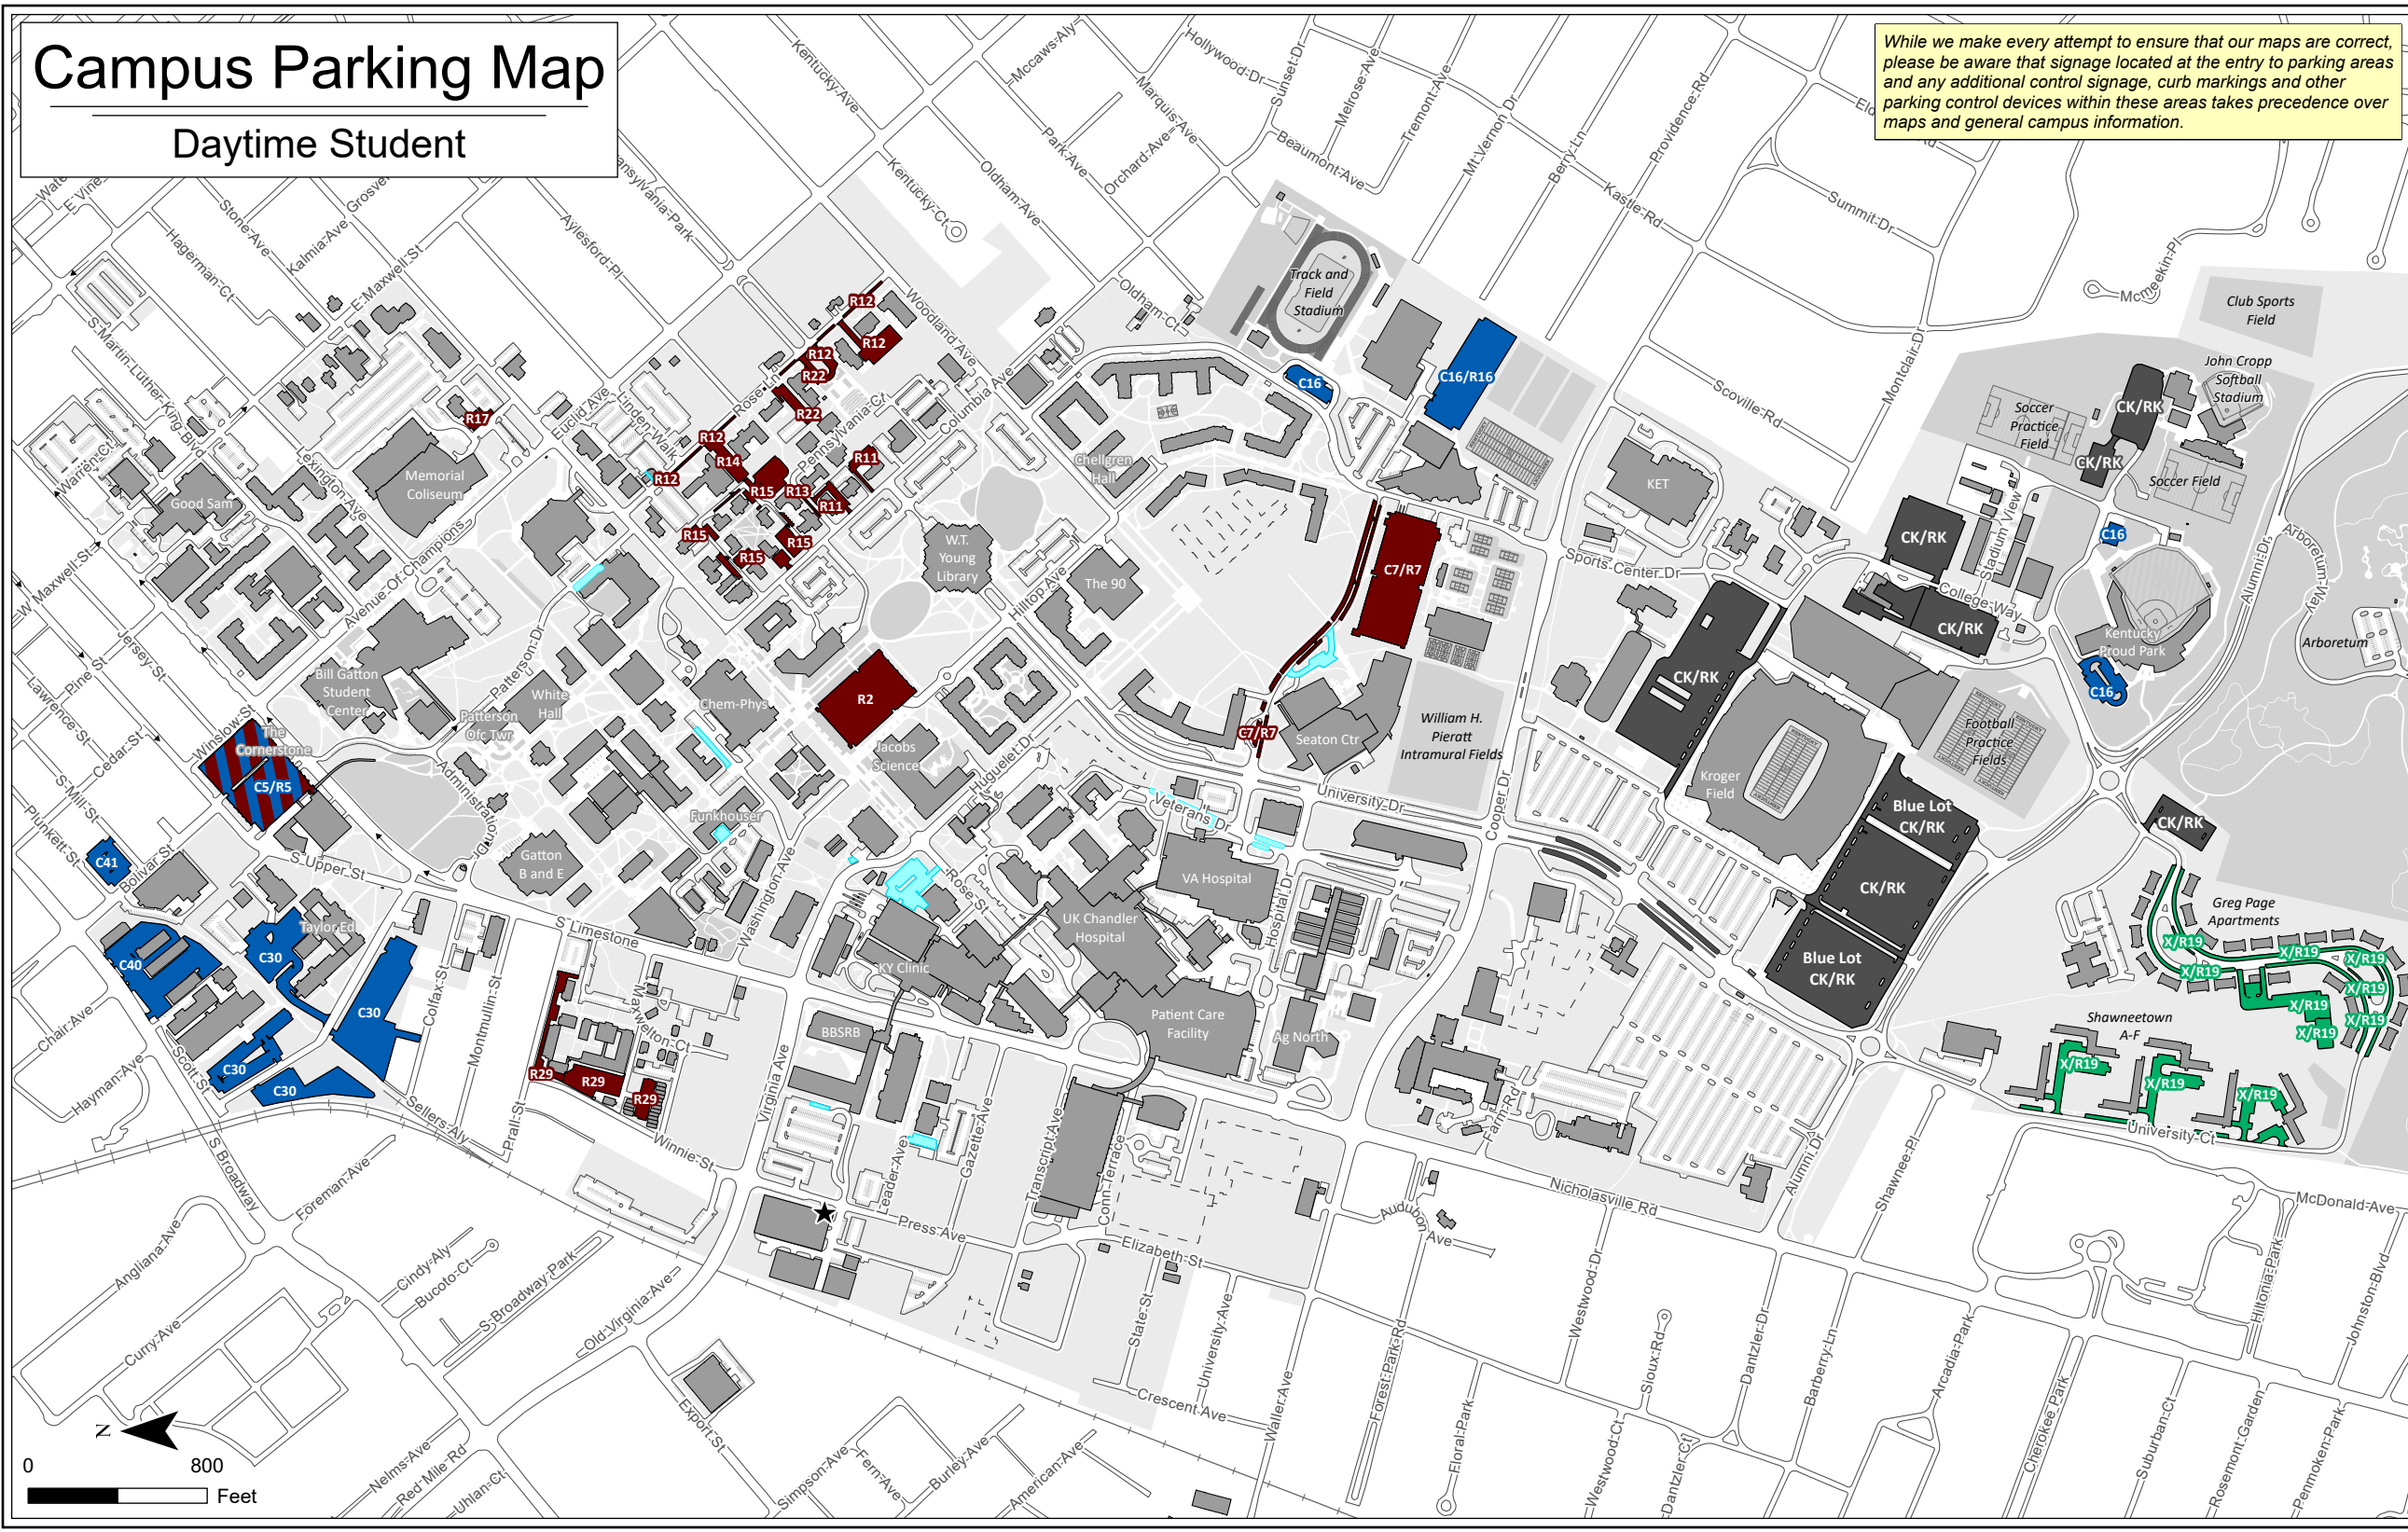 Campus Parking Map
Daytime Student
While we make every attempt to ensure that our maps are correct,
please be aware that signage located at the entry to parking areas
and any additional control signage, curb markings and other
parking control devices within these areas takes precedence over
maps and general campus information.
Kentucky-Ave
Mccaws-Aly
Hollywood-Dr
Sunset-Dr
Melrose-Ave
Tremont-Ave
Marquis-Ave
Park-Ave
Orchard-Ave
Beaumont-Ave
Mt-Vernon-Dr
Berry-Ln
Providence-Rd
Kastle-Rd
Summit-Dr
Mcmeekin-Pl
E-Vine
Stone-Ave
Hagerman-Ct
Kalmia-Ave
E-Maxwell-St
Aylesford-Pl
Kentucky-Ct
Oldham-Ave
Oldham-Ct
Woodland-Ave
Track and
Field
Stadium
Club Sports
Field
John Cropp
Softball
Stadium
Soccer
Practice
Field
Soccer Field
S-Martin-Luther-King-Blvd
Warren-Ct
Good Sam
Lexington-Ave
Memorial
Coliseum
R17
Euclid-Ave
Linden-Walk
Rose-Ln
R12
R12
R12
R22
R22
R12
R14
R12
R15
R13
R11
R11
R15
R15
R15
Pennsylvania-Ct
Columbia-Ave
C16
C16/R16
Scoville-Rd
Montclair-Dr
CK/RK
CK/RK
CK/RK
C16
Stadium View
KET
Chellgren
Hall
W.T.
Young
Library
The 90
Hilltop-Ave
C7/R7
C7/R7
Sports-Center-Dr
College-Way
CK/RK
CK/RK
Kentucky
Proud Park
C16
Alumni-Dr
Arboretum-Way
Arboretum
W-Maxwell-St
Jersey-St
Pine-St
Lawrence-St
Cedar-St
S-Mill-St
Plunkett-St
Winslow-St
Avenue-Of-Champions
Bill Gatton
Student
Center
Patterson-Dr
Patterson
Ofc Twr
White
Hall
Chem-Phys
R2
Jacobs
Science
Huguelet-Dr
The
Cornerstone
C5/R5
Administration-Dr
Funkhouser
Gatton
B and E
Seaton Ctr
William H.
Pieratt
Intramural Fields
University-Dr
Veterans-Dr
Cooper-Dr
Kroger
Field
Football
Practice
Fields
Blue Lot
CK/RK
CK/RK
Blue Lot
CK/RK
CK/RK
C41
Bolivar-St
S-Upper-St
S-Limestone
Washington-Ave
Rose-St
VA Hospital
UK Chandler
Hospital
Hospital-Dr
KY Clinic
Patient Care
Facility
Ag North
BBSRB
Taylor Ed
C40
C30
C30
C30
C30
Colfax-St
Montmullin-St
Prall-St
R29
R29
R29
Maxwelton-Ct
Winnie-St
Virginia-Ave
Greg Page
Apartments
X/R19
X/R19
X/R19
X/R19
X/R19
X/R19
X/R19
X/R19
Shawneetown
A-F
X/R19
X/R19
X/R19
University-Ct
Chair-Ave
Hayman-Ave
Scott-St
S-Broadway
Sellers-Aly
Foreman-Ave
Angliana-Ave
Curry-Ave
Cindy-Aly
Bucoto-Ct
S-Broadway-Park
Old-Virginia-Ave
Leader-Ave
Gazette-Ave
Transcript-Ave
Conn-Terrace
Press-Ave
Elizabeth-St
State-St
University-Ave
Crescent-Ave
Waller-Ave
Forest-Park-Rd
Audubon-Ave
Nicholasville Rd
Farm-Rd
Alumni-Dr
Shawnee-Pl
McDonald-Ave
Floral-Park
Westwood-Dr
Westwood-Ct
Sioux-Rd
Dantzler-Dr
Dantzler-Ct
Barberry-Ln
Arcadia-Park
Cherokee-Park
Suburban-Ct
Rosemont-Garden
Penmoken-Park
Hiltonia-Park
Johnston-Blvd
Export-St
Simpson-Ave
Fern-Ave
Burley-Ave
American-Ave
Nelms-Ave
Red-Mile-Rd
Uhlan-Ct
N
0 800
Feet